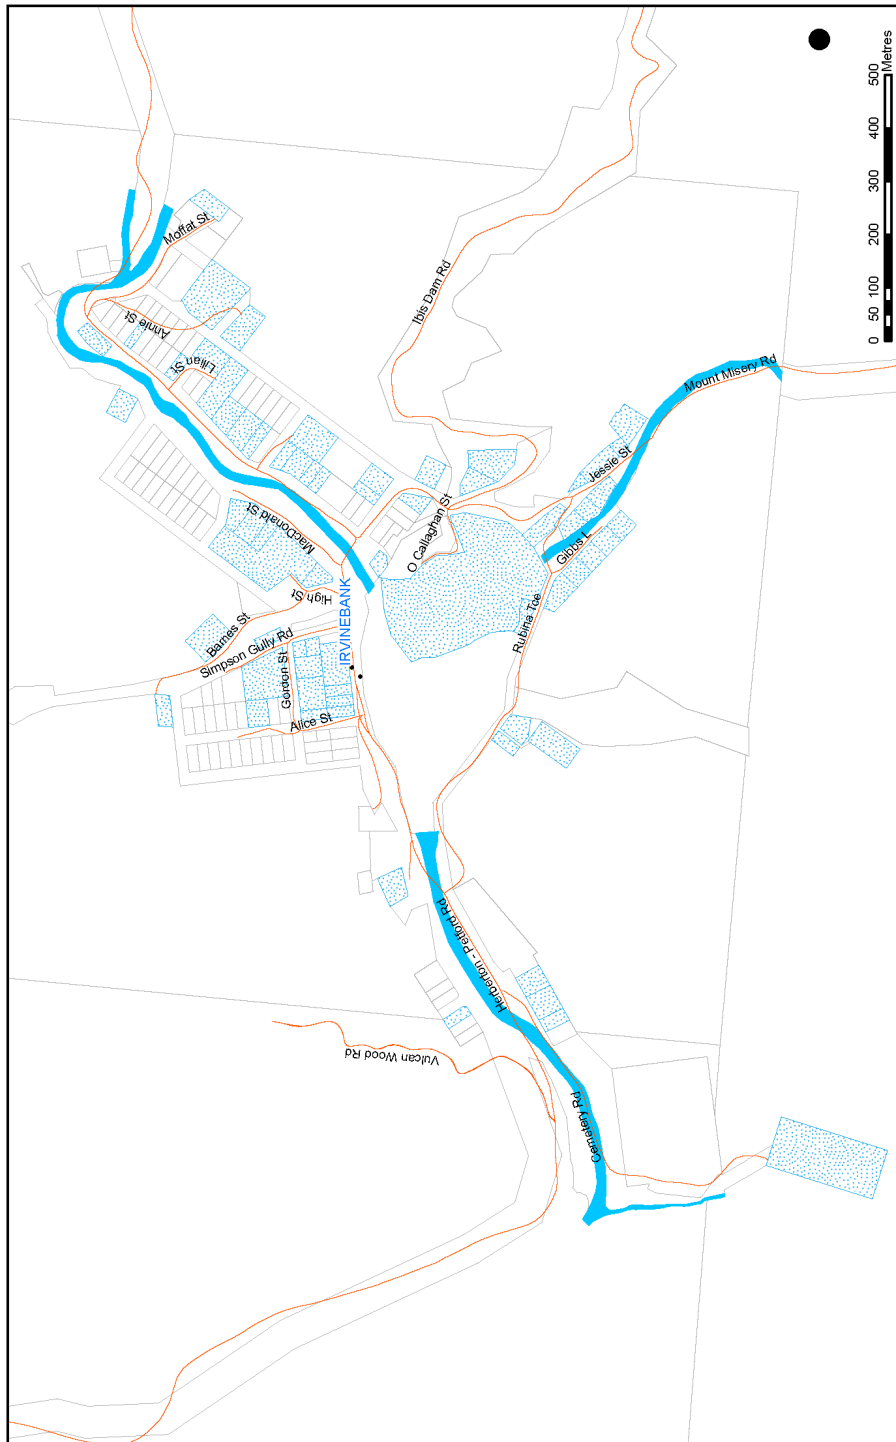 500
Metres
400
300
200
100
50
0
Moffat St
Annie St
Lilian St
Ibis Dam Rd
Mount Misery Rd
Jessie St
MacDonald St
O Callaghan St
Gibbs L
High St
IRVINEBANK
Rubina Tce
Barnes St
Simpson Gully Rd
Gordon St
Alice St
Herberton - Petford Rd
Vulcan Wood Rd
Cemetery Rd